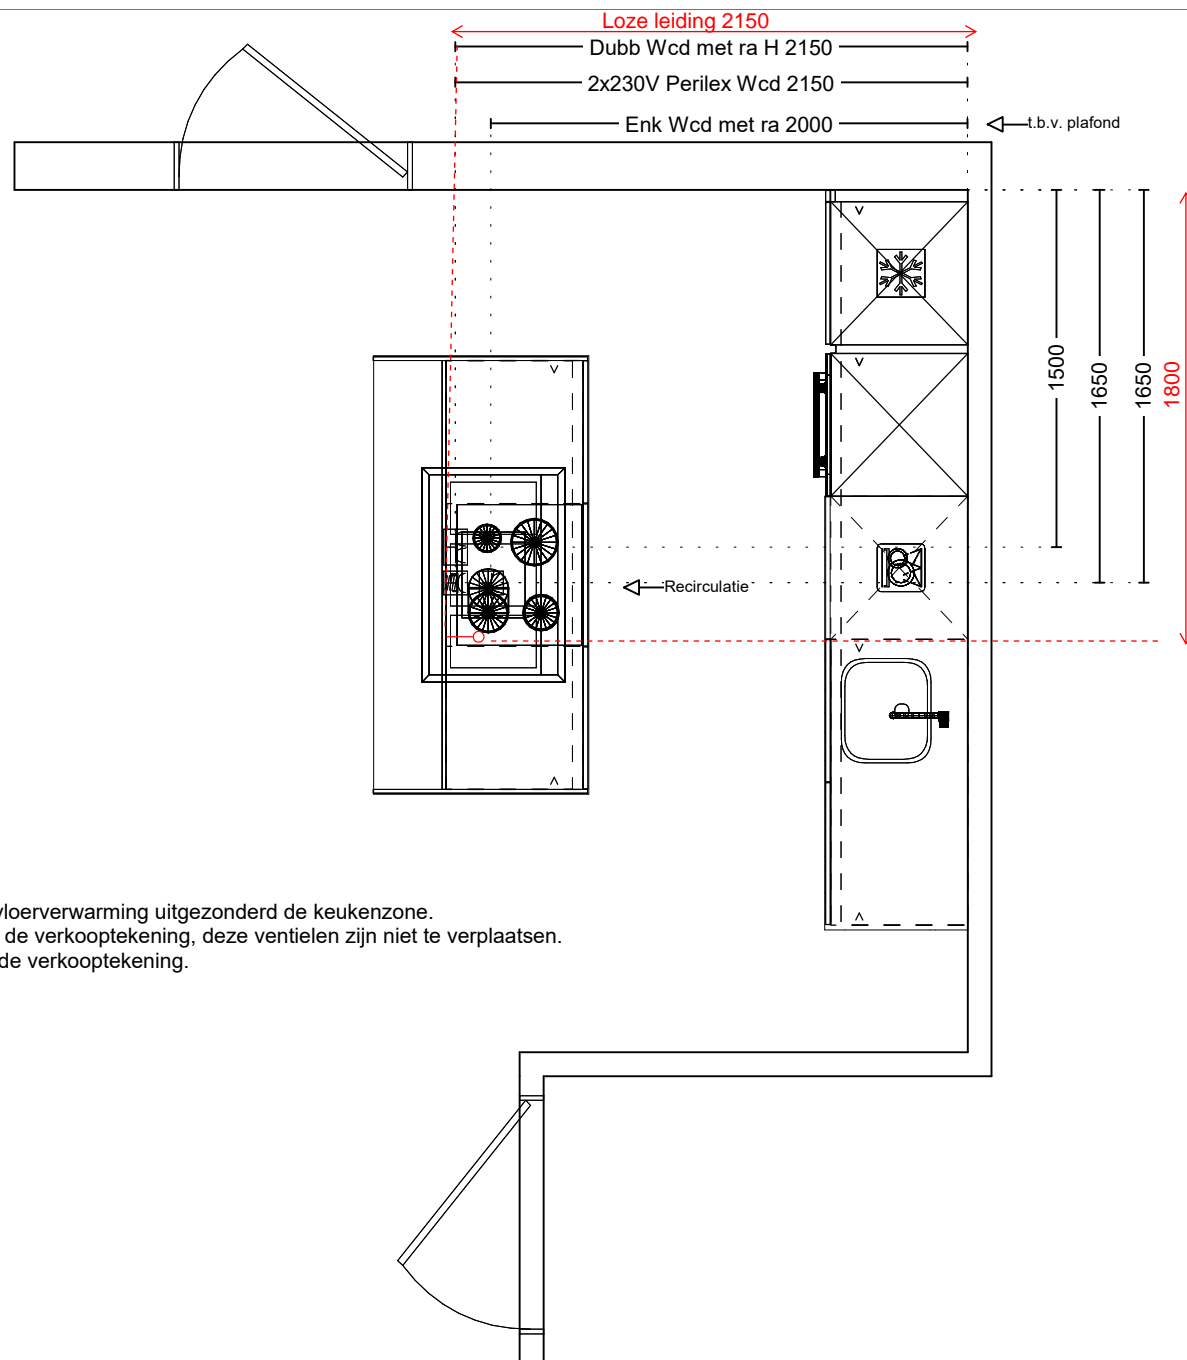 Loze leiding 2150
Dubb Wcd met ra H 2150
2x230V Perilex Wcd 2150
Enk Wcd met ra 2000
t.b.v. plafond
1500
1650
1650
1800
Recirculatie
vloerverwarming uitgezonderd de keukenzone.
de verkooptekening, deze ventielen zijn niet te verplaatsen.
de verkooptekening.